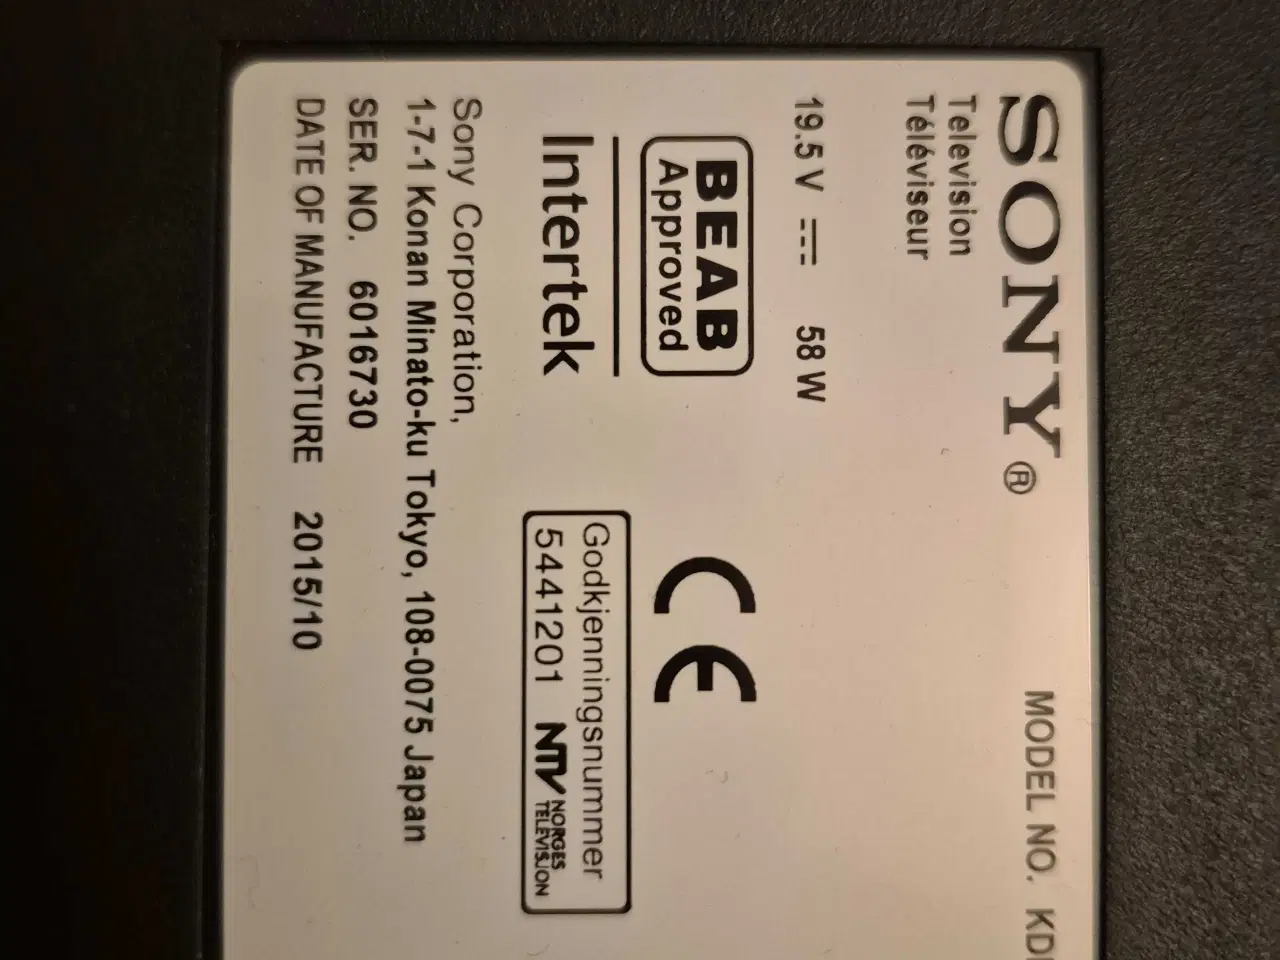 SONY®
MODEL NO. KDL
Television
Téléviseur
19.5 V ⎓ 58 W
BEAB
Approved
Intertek
CE
Godkjenningsnummer
5441201 NTV NORGES
TELEVISJON
Sony Corporation,
1-7-1 Konan Minato-ku Tokyo, 108-0075 Japan
SER. NO. 6016730
DATE OF MANUFACTURE 2015/10